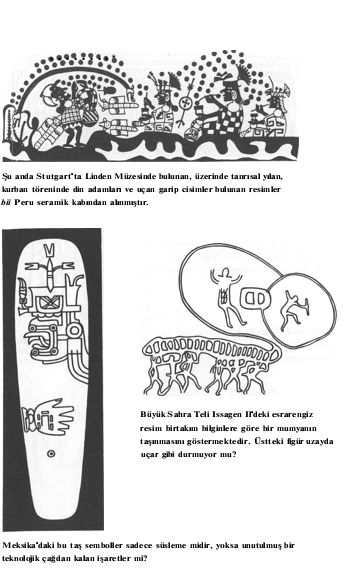 Şu anda Stutgart'ta Linden Müzesinde bulunan, üzerinde tanrısal yılan,
kurban töreninde din adamları ve uçan garip cisimler bulunan resimler
bii Peru seramik kabından alınmıştır.
Büyük Sahra Teli Issagen II'deki esrarengiz
resim birtakım bilginlere göre bir mumyanın
taşınmasını göstermektedir. Üstteki figür uzayda
uçar gibi durmuyor mu?
Meksika'daki bu taş semboller sadece süsleme midir, yoksa unutulmuş bir
teknolojik çağdan kalan işaretler mi?